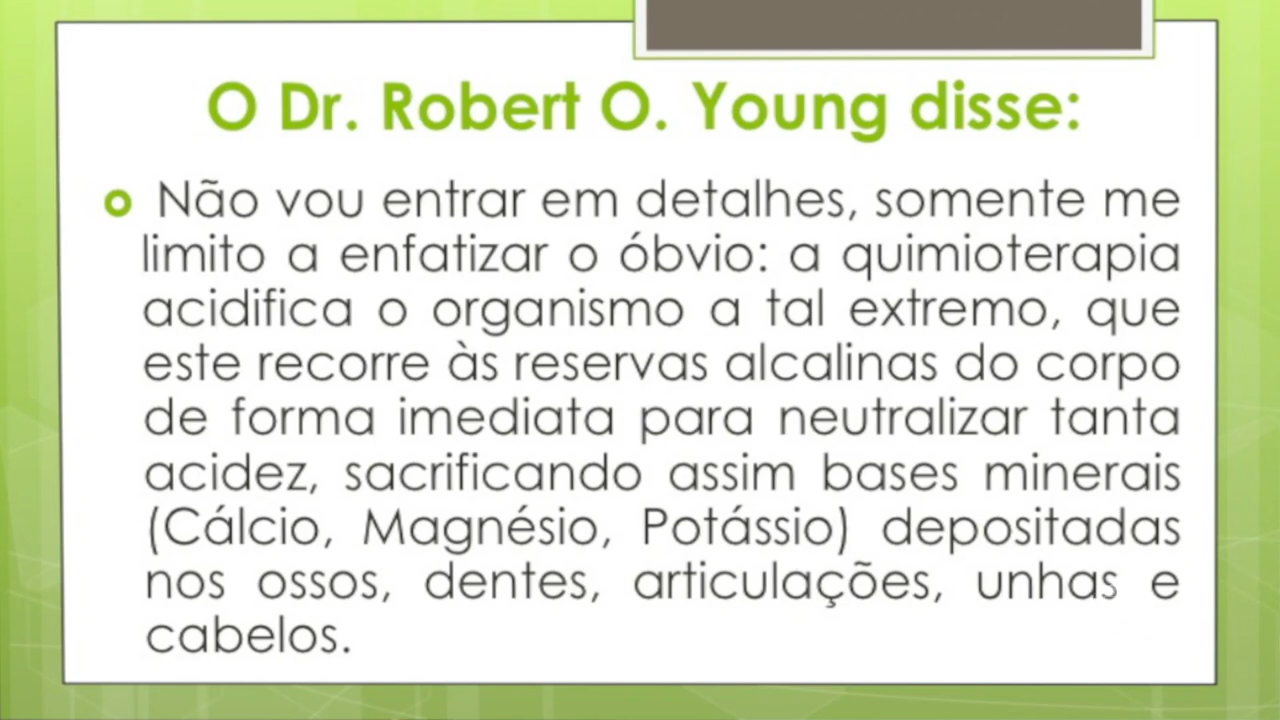 O Dr. Robert O. Young disse:
Não vou entrar em detalhes, somente me
limito a enfatizar o óbvio: a quimioterapia
acidifica o organismo a tal extremo, que
este recorre às reservas alcalinas do corpo
de forma imediata para neutralizar tanta
acidez, sacrificando assim bases minerais
(Cálcio, Magnésio, Potássio) depositadas
nos ossos, dentes, articulações, unhas e
cabelos.